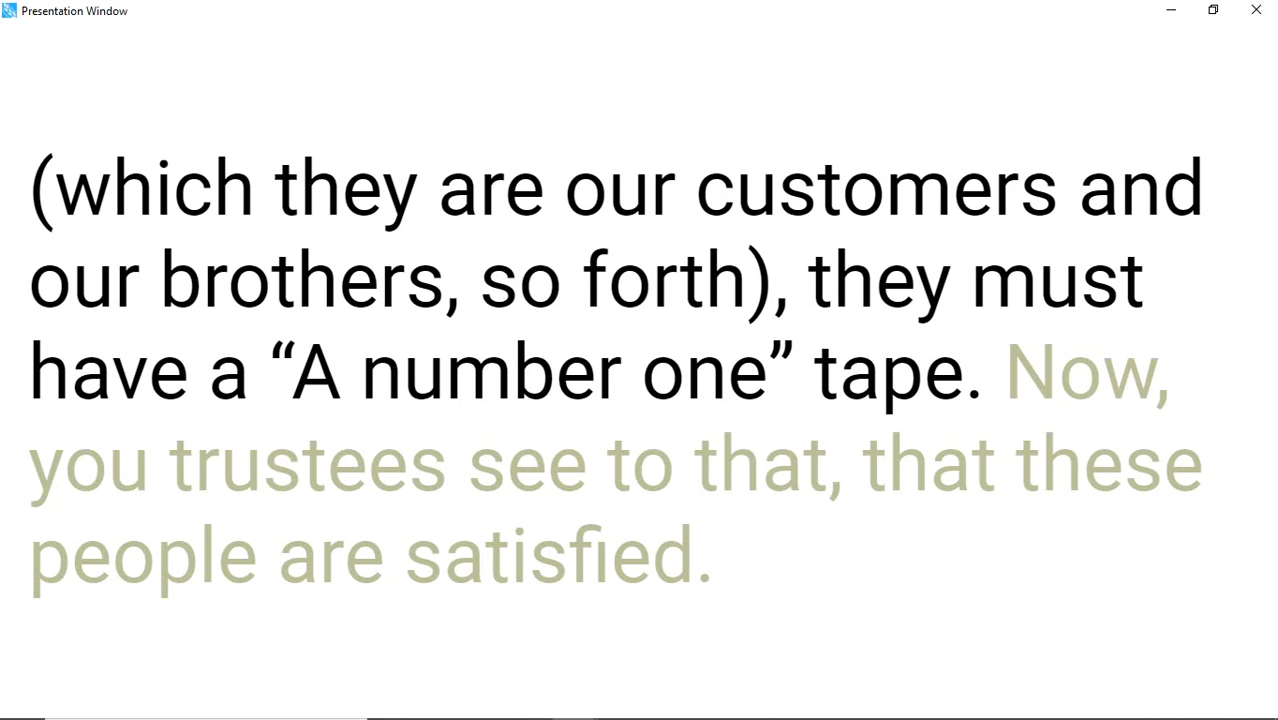 Presentation Window
(which they are our customers and
our brothers, so forth), they must
have a “A number one” tape. Now,
you trustees see to that, that these
people are satisfied.